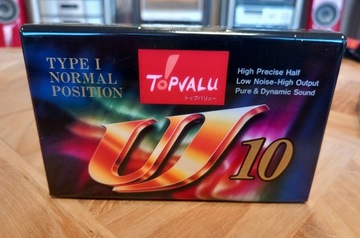 TYPE I
NORMAL
POSITION
TOPVALU
トップバリュー
High Precise Half
Low Noise-High Output
Pure & Dynamic Sound
UJ
10